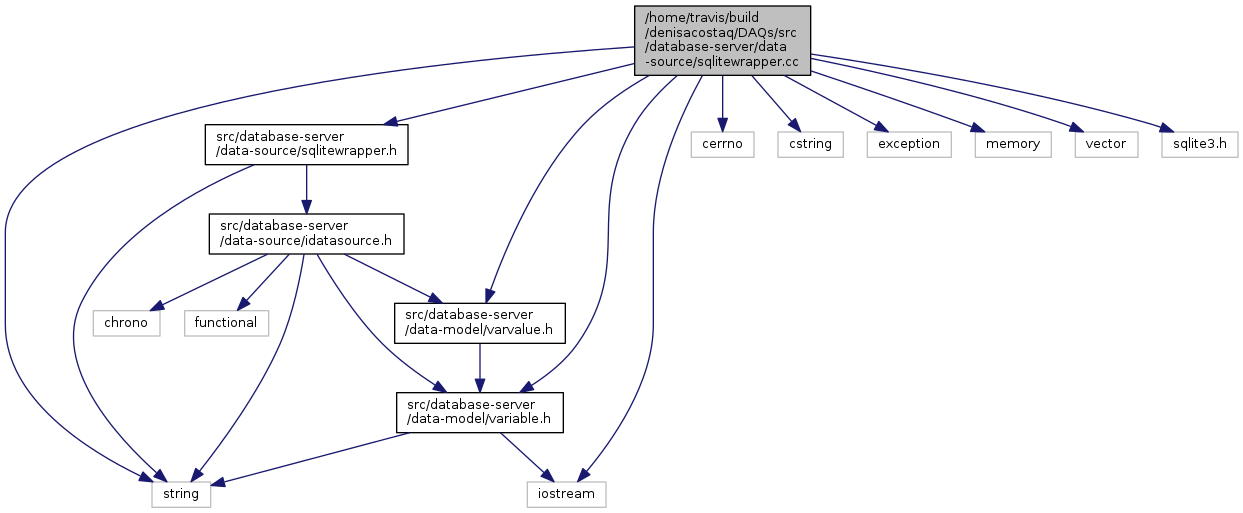 /home/travis/build
/denisacostaq/DAQs/src
/database-server/data
-source/sqlitewrapper.cc
src/database-server
/data-source/sqlitewrapper.h
cerrno
cstring
exception
memory
vector
sqlite3.h
src/database-server
/data-source/idatasource.h
chrono
functional
src/database-server
/data-model/varvalue.h
src/database-server
/data-model/variable.h
string
iostream